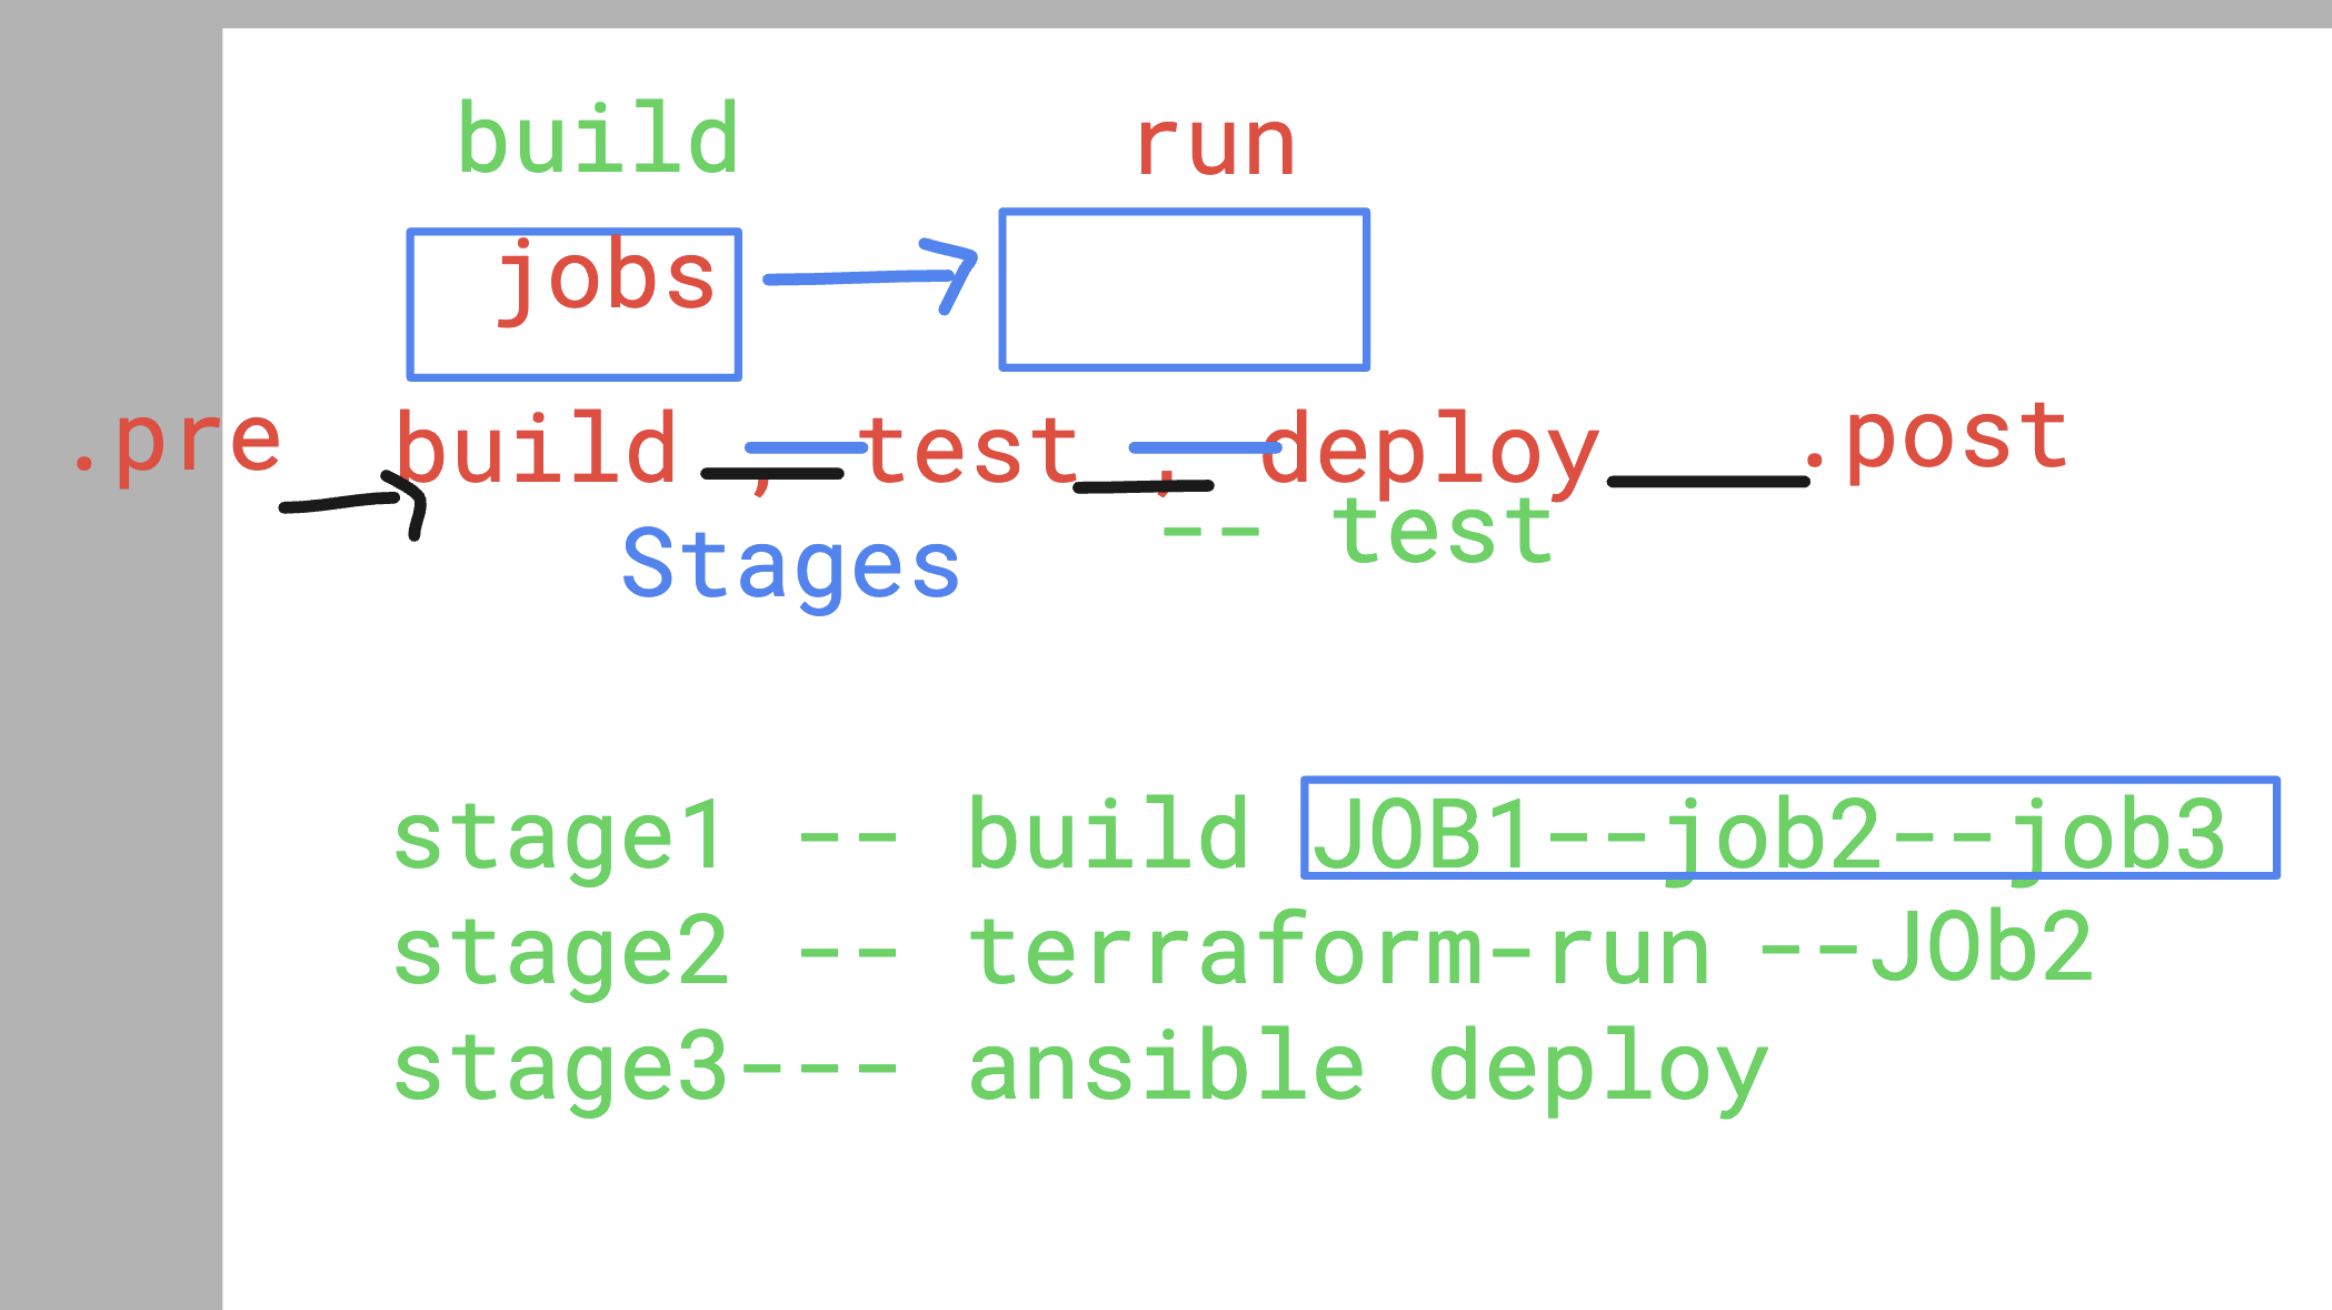 build run
jobs
.pre build , test , deploy .post
-- test
Stages
stage1 -- build JOB1--job2--job3
stage2 -- terraform-run --JOb2
stage3--- ansible deploy